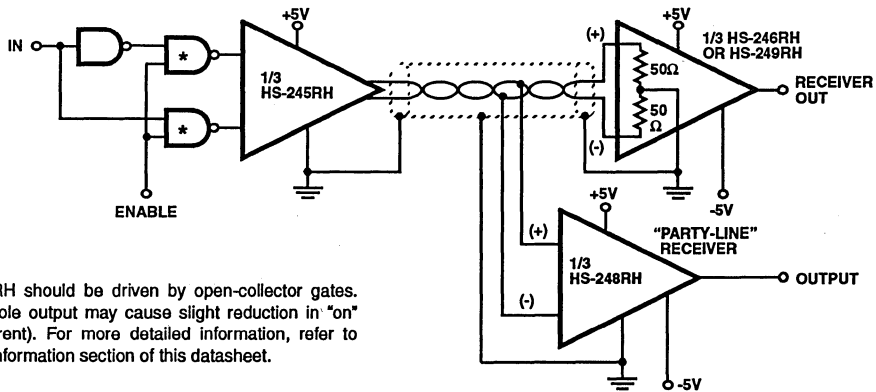 IN
ENABLE
*
*
+5V
1/3
HS-245RH
(+)
(-)
50Ω
50
Ω
+5V
1/3 HS-246RH
OR HS-249RH
RECEIVER
OUT
-5V
+5V
"PARTY-LINE"
RECEIVER
(+)
(-)
1/3
HS-248RH
OUTPUT
-5V
RH should be driven by open-collector gates.
ole output may cause slight reduction in "on"
rent). For more detailed information, refer to
nformation section of this datasheet.